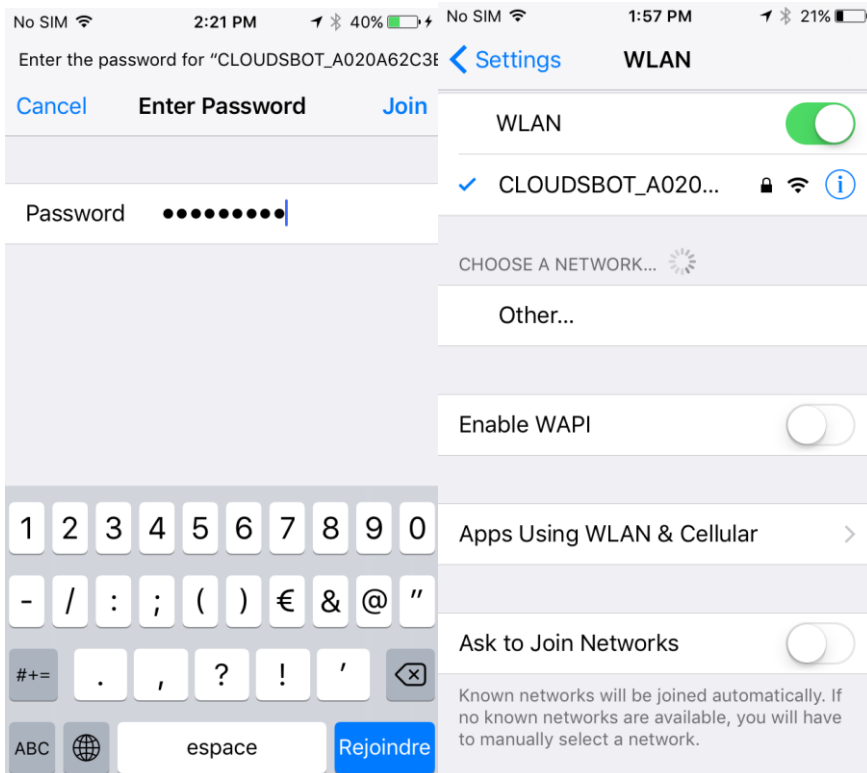 No SIM 2:21 PM 40%
Enter the password for “CLOUDSBOT_A020A62C3E
Cancel Enter Password Join
Password •••••••••
1 2 3 4 5 6 7 8 9 0
- / : ; ( ) € & @ "
#+= . , ? ! '
ABC espace Rejoindre
No SIM 1:57 PM 21%
Settings WLAN
WLAN
CLOUDSBOT_A020...
CHOOSE A NETWORK...
Other...
Enable WAPI
Apps Using WLAN & Cellular
Ask to Join Networks
Known networks will be joined automatically. If
no known networks are available, you will have
to manually select a network.